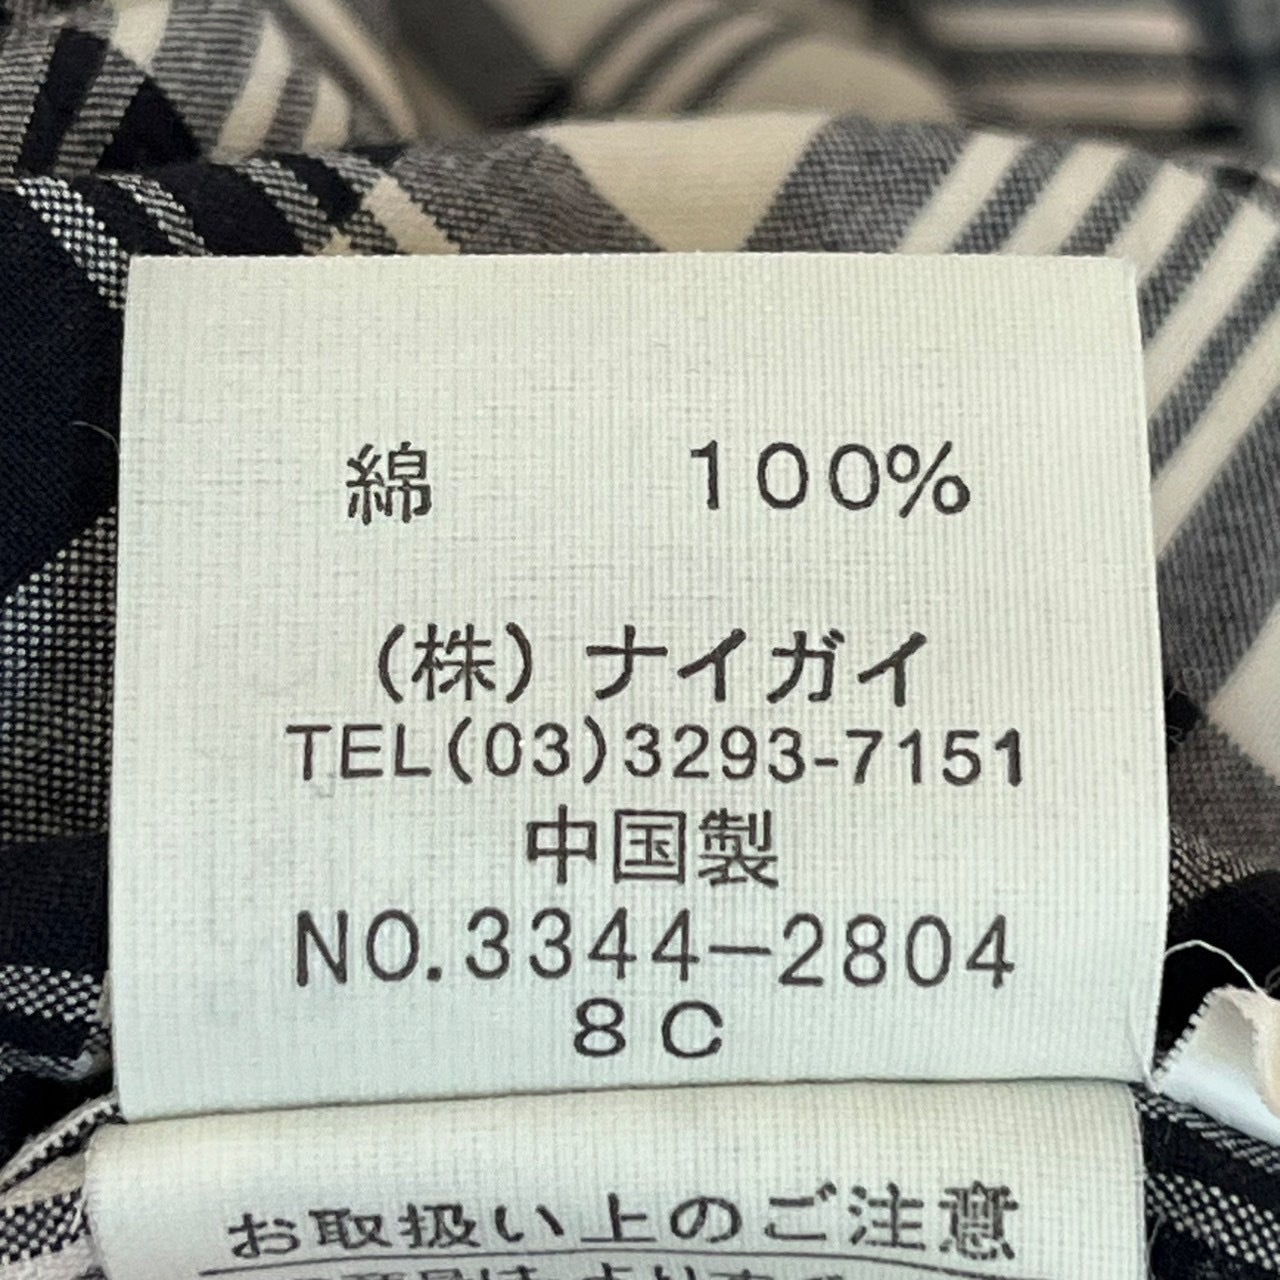 綿 100%
(株)ナイガイ
TEL(03)3293-7151
中国製
NO.3344-2804
8C
お取扱い上のご注意